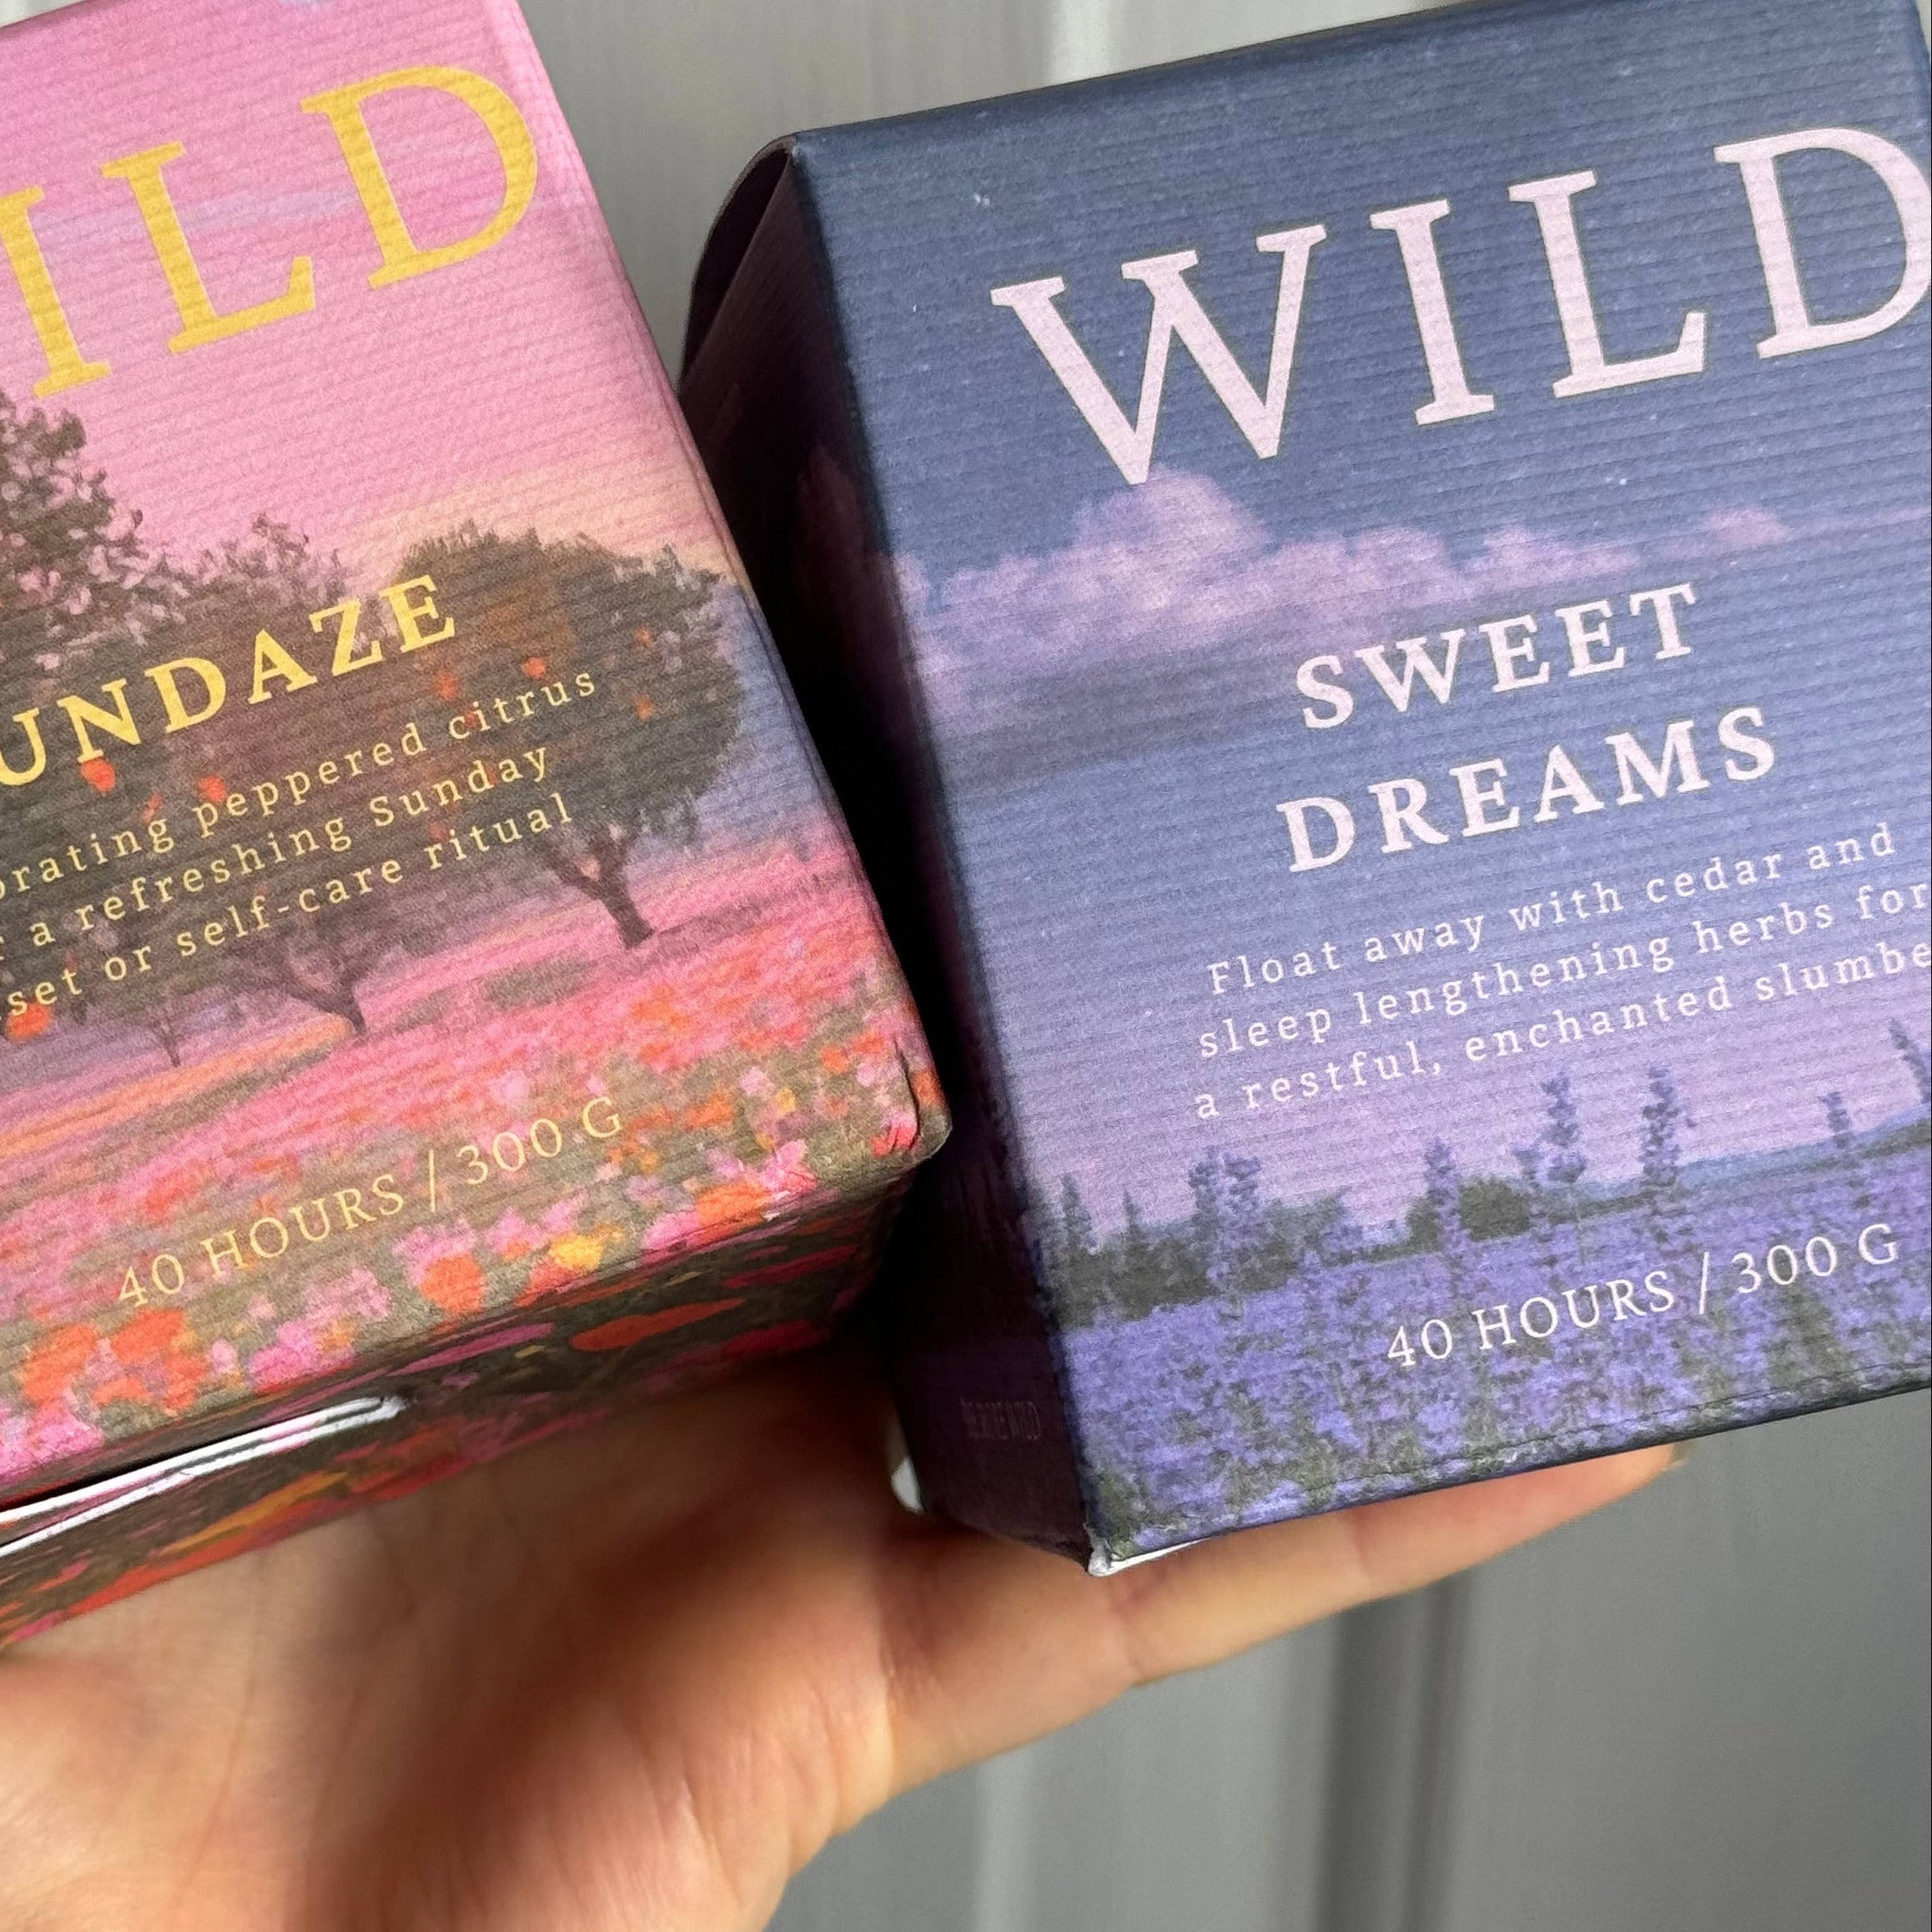 ILD
UNDAZE
orating peppered citrus
a refreshing Sunday
set or self-care ritual
40 HOURS / 300 G
WILD
SWEET
DREAMS
Float away with cedar and
sleep lengthening herbs for
a restful, enchanted slumbe
40 HOURS / 300 G